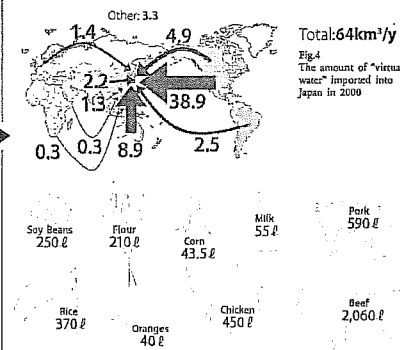 Other: 3.3
1.4
4.9
Total:64km³/y
Fig.4
The amount of "virtual
water" imported into
Japan in 2000
2.2
1.3
38.9
0.3
0.3
8.9
2.5
Soy Beans
250 ℓ
Flour
210 ℓ
Corn
43.5 ℓ
Milk
55 ℓ
Pork
590 ℓ
Rice
370 ℓ
Oranges
40 ℓ
Chicken
450 ℓ
Beef
2,060 ℓ